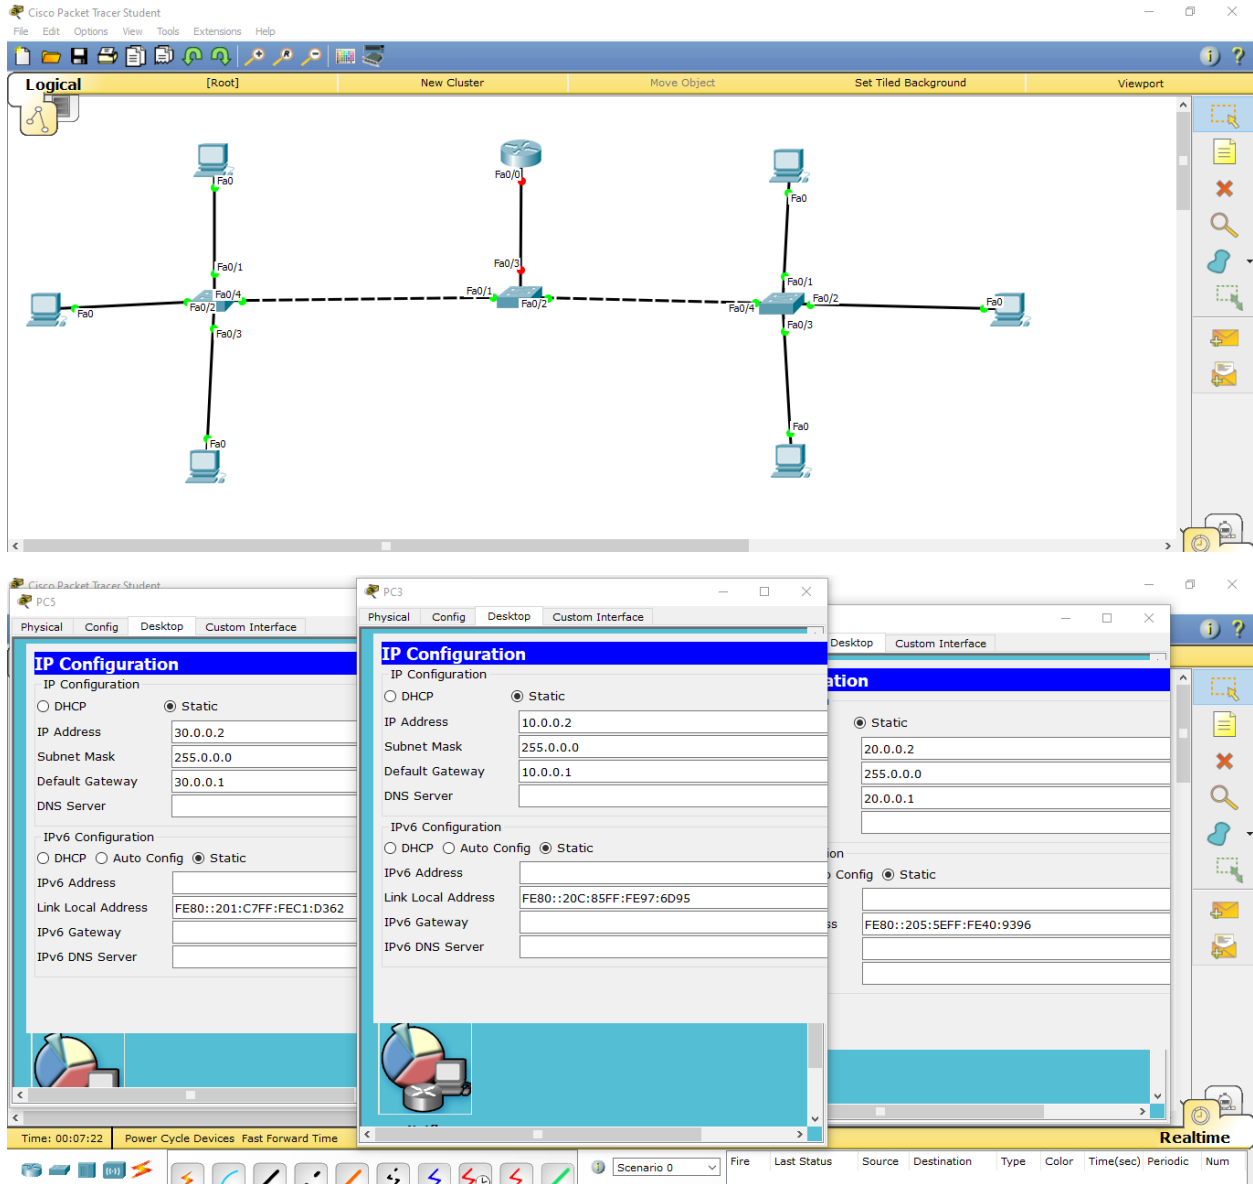 Cisco Packet Tracer Student
File Edit Options View Tools Extensions Help
Logical [Root] New Cluster Move Object Set Tiled Background Viewport
Fa0
Fa0/0
Fa0
Fa0/1
Fa0/3
Fa0/1
Fa0/4
Fa0/1
Fa0/2
Fa0
Fa0/2
Fa0
Fa0/2
Fa0/4
Fa0/3
Fa0/3
Fa0
Fa0
Cisco Packet Tracer Student
PC5
Physical Config Desktop Custom Interface
IP Configuration
IP Configuration
DHCP Static
IP Address 30.0.0.2
Subnet Mask 255.0.0.0
Default Gateway 30.0.0.1
DNS Server
IPv6 Configuration
DHCP Auto Config Static
IPv6 Address
Link Local Address FE80::201:C7FF:FEC1:D362
IPv6 Gateway
IPv6 DNS Server
PC3
Physical Config Desktop Custom Interface
IP Configuration
IP Configuration
DHCP Static
IP Address 10.0.0.2
Subnet Mask 255.0.0.0
Default Gateway 10.0.0.1
DNS Server
IPv6 Configuration
DHCP Auto Config Static
IPv6 Address
Link Local Address FE80::20C:85FF:FE97:6D95
IPv6 Gateway
IPv6 DNS Server
Desktop Custom Interface
ation
Static
20.0.0.2
255.0.0.0
20.0.0.1
ion
Config Static
ss FE80::205:5EFF:FE40:9396
Time: 00:07:22 Power Cycle Devices Fast Forward Time
Realtime
Scenario 0
Fire Last Status Source Destination Type Color Time(sec) Periodic Num